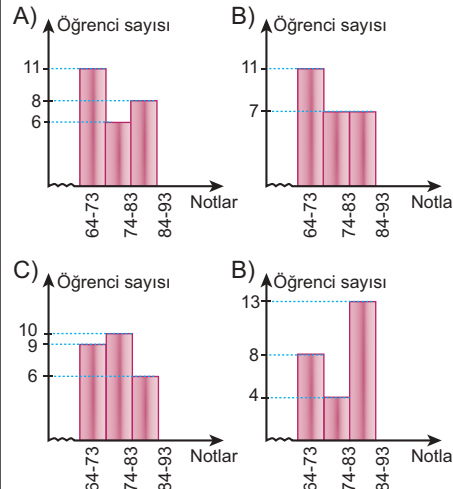 A)
Öğrenci sayısı
11
8
6
64-73
74-83
84-93
Notlar
B)
Öğrenci sayısı
11
7
64-73
74-83
84-93
Notla
C)
Öğrenci sayısı
10
9
6
64-73
74-83
84-93
Notlar
B)
Öğrenci sayısı
13
8
4
64-73
74-83
84-93
Notla